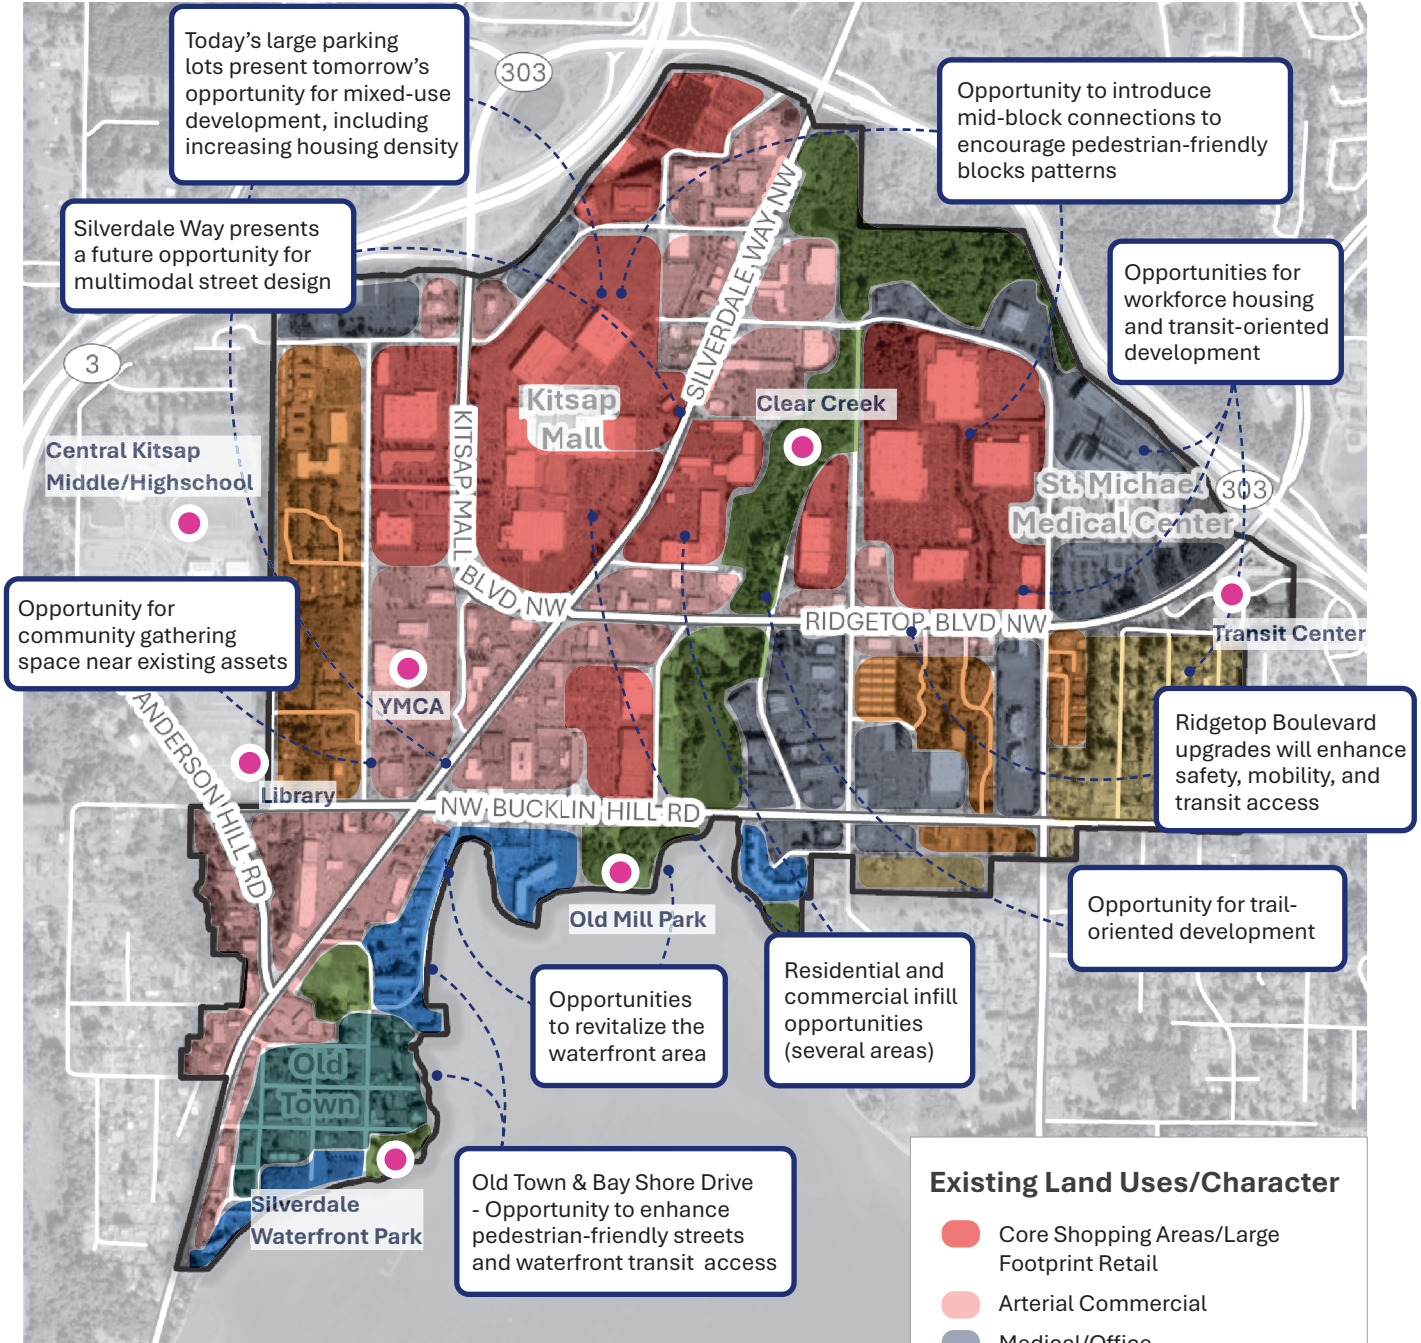 Today's large parking
lots present tomorrow's
opportunity for mixed-use
development, including
increasing housing density
303
Opportunity to introduce
mid-block connections to
encourage pedestrian-friendly
blocks patterns
Silverdale Way presents
a future opportunity for
multimodal street design
Opportunities for
workforce housing
and transit-oriented
development
3
SILVERDALE WAY NW
Kitsap
Mall
Clear Creek
KITSAP MALL BLVD NW
Central Kitsap
Middle/Highschool
St. Michael
Medical Center
303
Opportunity for
community gathering
space near existing assets
RIDGETOP BLVD NW
Transit Center
YMCA
ANDERSON HILL RD
Library
Ridgetop Boulevard
upgrades will enhance
safety, mobility, and
transit access
NW BUCKLIN HILL RD
Old Mill Park
Opportunity for trail-
oriented development
Opportunities
to revitalize the
waterfront area
Residential and
commercial infill
opportunities
(several areas)
Old
Town
Silverdale
Waterfront Park
Old Town & Bay Shore Drive
- Opportunity to enhance
pedestrian-friendly streets
and waterfront transit access
Existing Land Uses/Character
Core Shopping Areas/Large
Footprint Retail
Arterial Commercial
Medical/Office